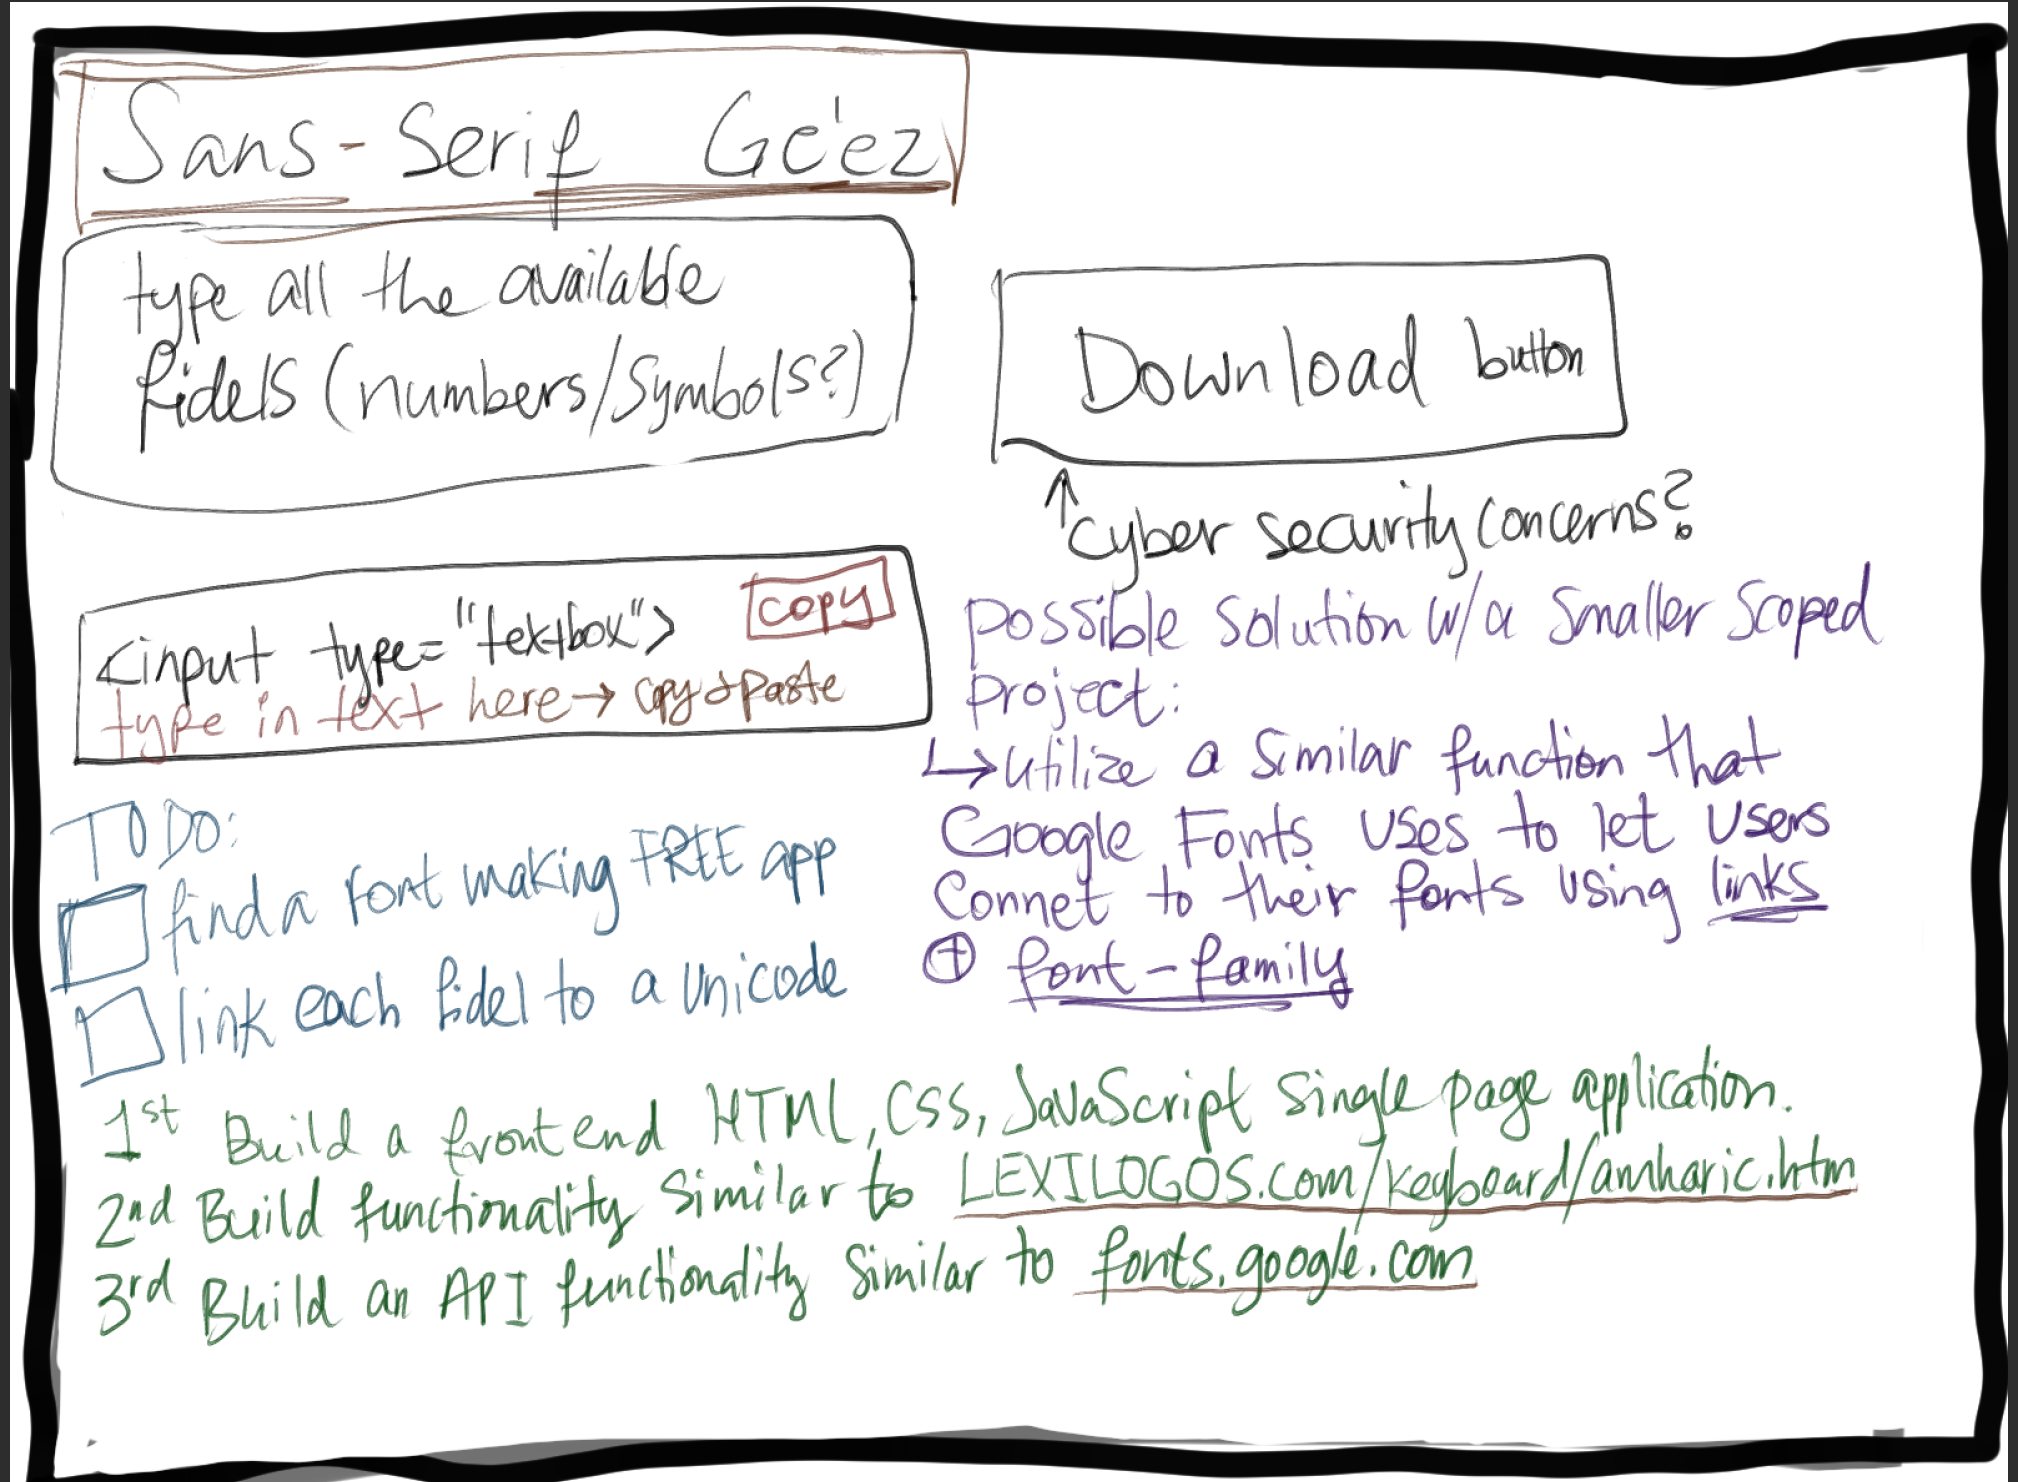 Sans-Serif Ge'ez
type all the available
fidels (numbers/symbols?)
Download button
↑ cyber security concerns?
<input type="textbox">
copy
type in text here → copy & paste
possible solution w/a smaller scoped
project:
↳ utilize a similar function that
Google Fonts uses to let users
connet to their fonts using links
⊕ font-family
TO DO:
find a font making FREE app
link each fidel to a unicode
1st Build a frontend HTML, CSS, JavaScript single page application.
2nd Build functionality similar to LEXILOGOS.com/keyboard/amharic.htm
3rd Build an API functionality similar to fonts.google.com